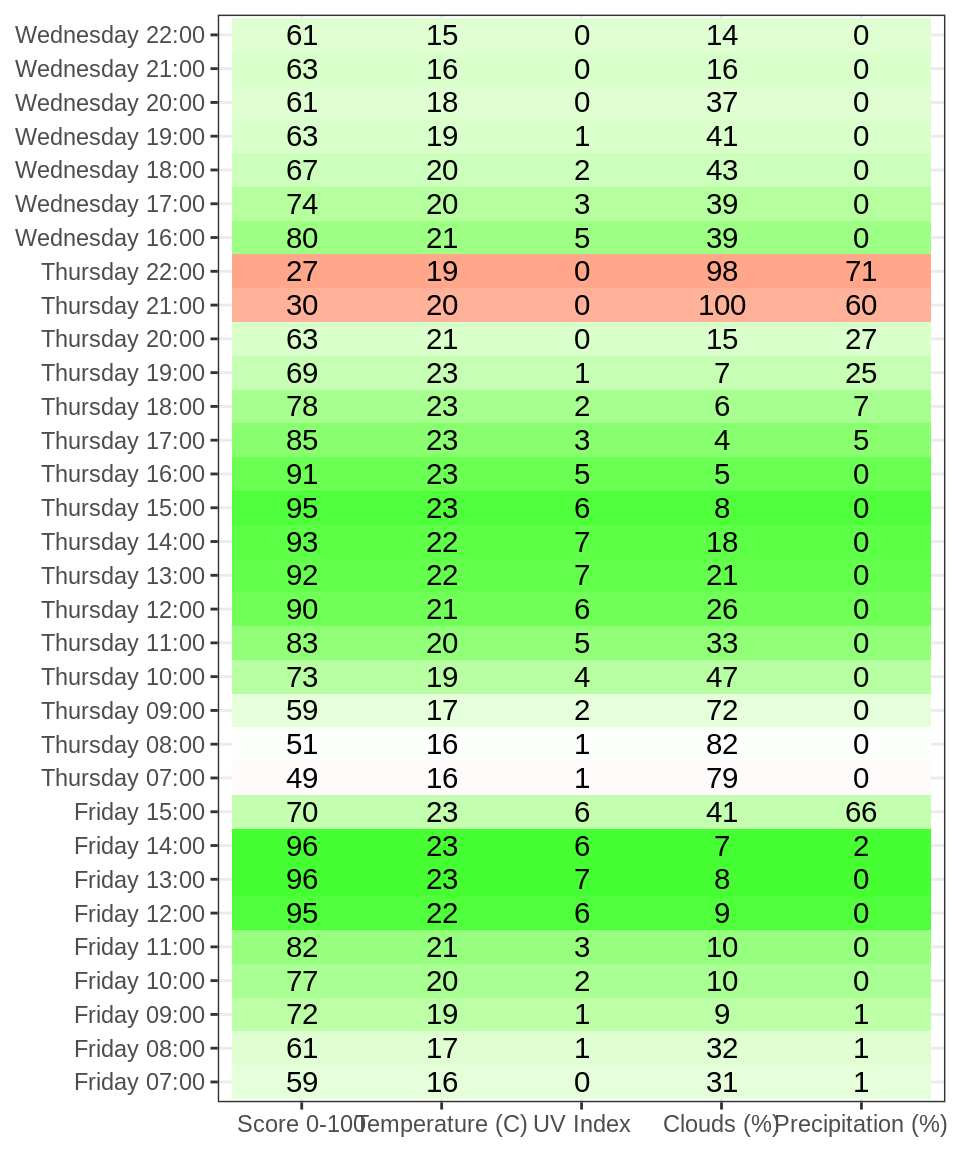 Wednesday 22:00 61 15 0 14 0
Wednesday 21:00 63 16 0 16 0
Wednesday 20:00 61 18 0 37 0
Wednesday 19:00 63 19 1 41 0
Wednesday 18:00 67 20 2 43 0
Wednesday 17:00 74 20 3 39 0
Wednesday 16:00 80 21 5 39 0
Thursday 22:00 27 19 0 98 71
Thursday 21:00 30 20 0 100 60
Thursday 20:00 63 21 0 15 27
Thursday 19:00 69 23 1 7 25
Thursday 18:00 78 23 2 6 7
Thursday 17:00 85 23 3 4 5
Thursday 16:00 91 23 5 5 0
Thursday 15:00 95 23 6 8 0
Thursday 14:00 93 22 7 18 0
Thursday 13:00 92 22 7 21 0
Thursday 12:00 90 21 6 26 0
Thursday 11:00 83 20 5 33 0
Thursday 10:00 73 19 4 47 0
Thursday 09:00 59 17 2 72 0
Thursday 08:00 51 16 1 82 0
Thursday 07:00 49 16 1 79 0
Friday 15:00 70 23 6 41 66
Friday 14:00 96 23 6 7 2
Friday 13:00 96 23 7 8 0
Friday 12:00 95 22 6 9 0
Friday 11:00 82 21 3 10 0
Friday 10:00 77 20 2 10 0
Friday 09:00 72 19 1 9 1
Friday 08:00 61 17 1 32 1
Friday 07:00 59 16 0 31 1
Score 0-100 Temperature (C) UV Index Clouds (%) Precipitation (%)